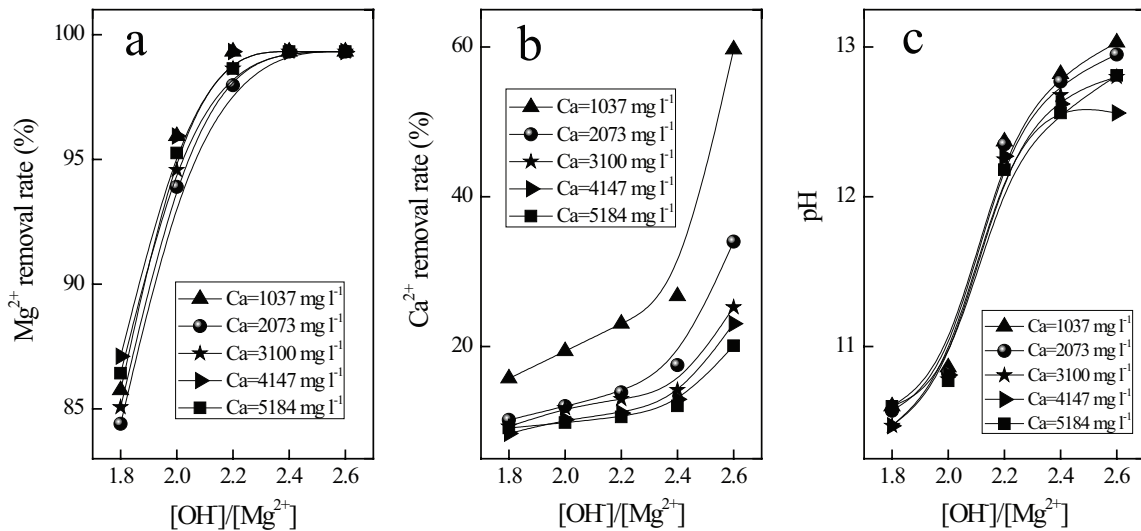 a
100
95
90
85
Mg²⁺ removal rate (%)
Ca=1037 mg l⁻¹
Ca=2073 mg l⁻¹
Ca=3100 mg l⁻¹
Ca=4147 mg l⁻¹
Ca=5184 mg l⁻¹
1.8 2.0 2.2 2.4 2.6
[OH⁻]/[Mg²⁺]
b
60
40
20
Ca²⁺ removal rate (%)
Ca=1037 mg l⁻¹
Ca=2073 mg l⁻¹
Ca=3100 mg l⁻¹
Ca=4147 mg l⁻¹
Ca=5184 mg l⁻¹
1.8 2.0 2.2 2.4 2.6
[OH⁻]/[Mg²⁺]
c
13
12
11
pH
Ca=1037 mg l⁻¹
Ca=2073 mg l⁻¹
Ca=3100 mg l⁻¹
Ca=4147 mg l⁻¹
Ca=5184 mg l⁻¹
1.8 2.0 2.2 2.4 2.6
[OH⁻]/[Mg²⁺]